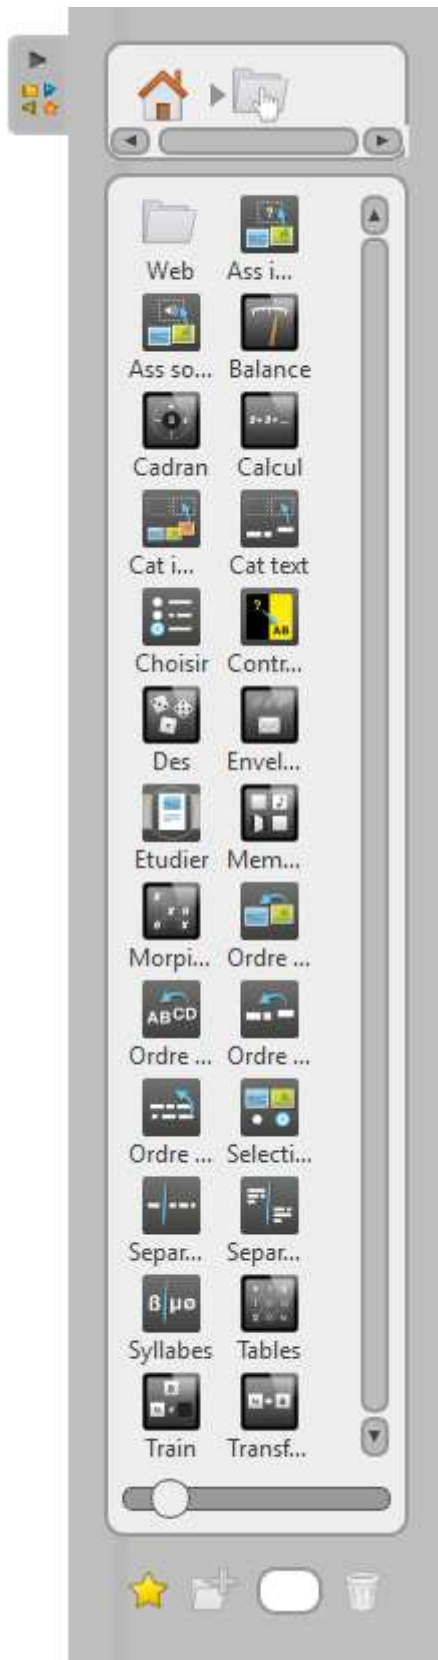 Web Ass i...
Ass so... Balance
Cadran Calcul
Cat i... Cat text
Choisir Contr...
Des Envel...
Etudier Mem...
Morpi... Ordre ...
Ordre ... Ordre ...
ABCD
Ordre ... Selecti...
Separ... Separ...
Syllabes Tables
Train Transf...